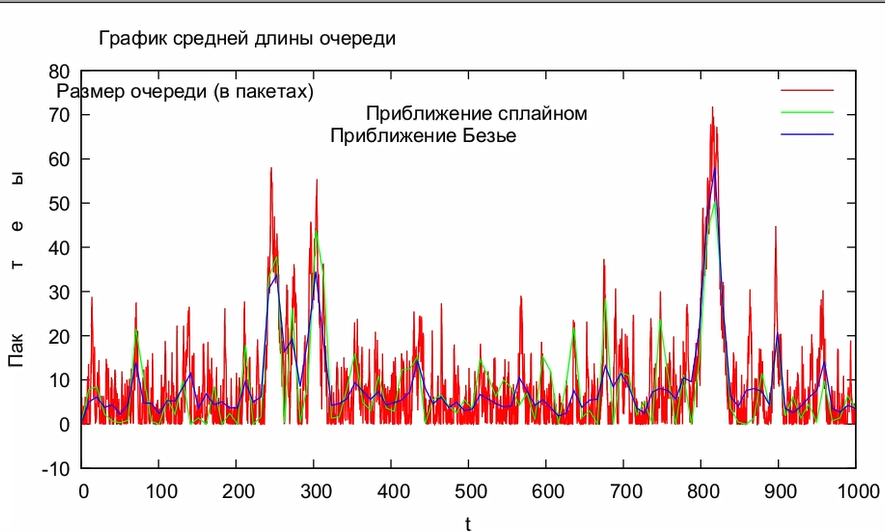 График средней длины очереди
80
Размер очереди (в пакетах)
70
Приближение сплайном
Приближение Безье
60
50
40
30
20
10
0
-10
Пак т е ы
0 100 200 300 400 500 600 700 800 900 1000
t